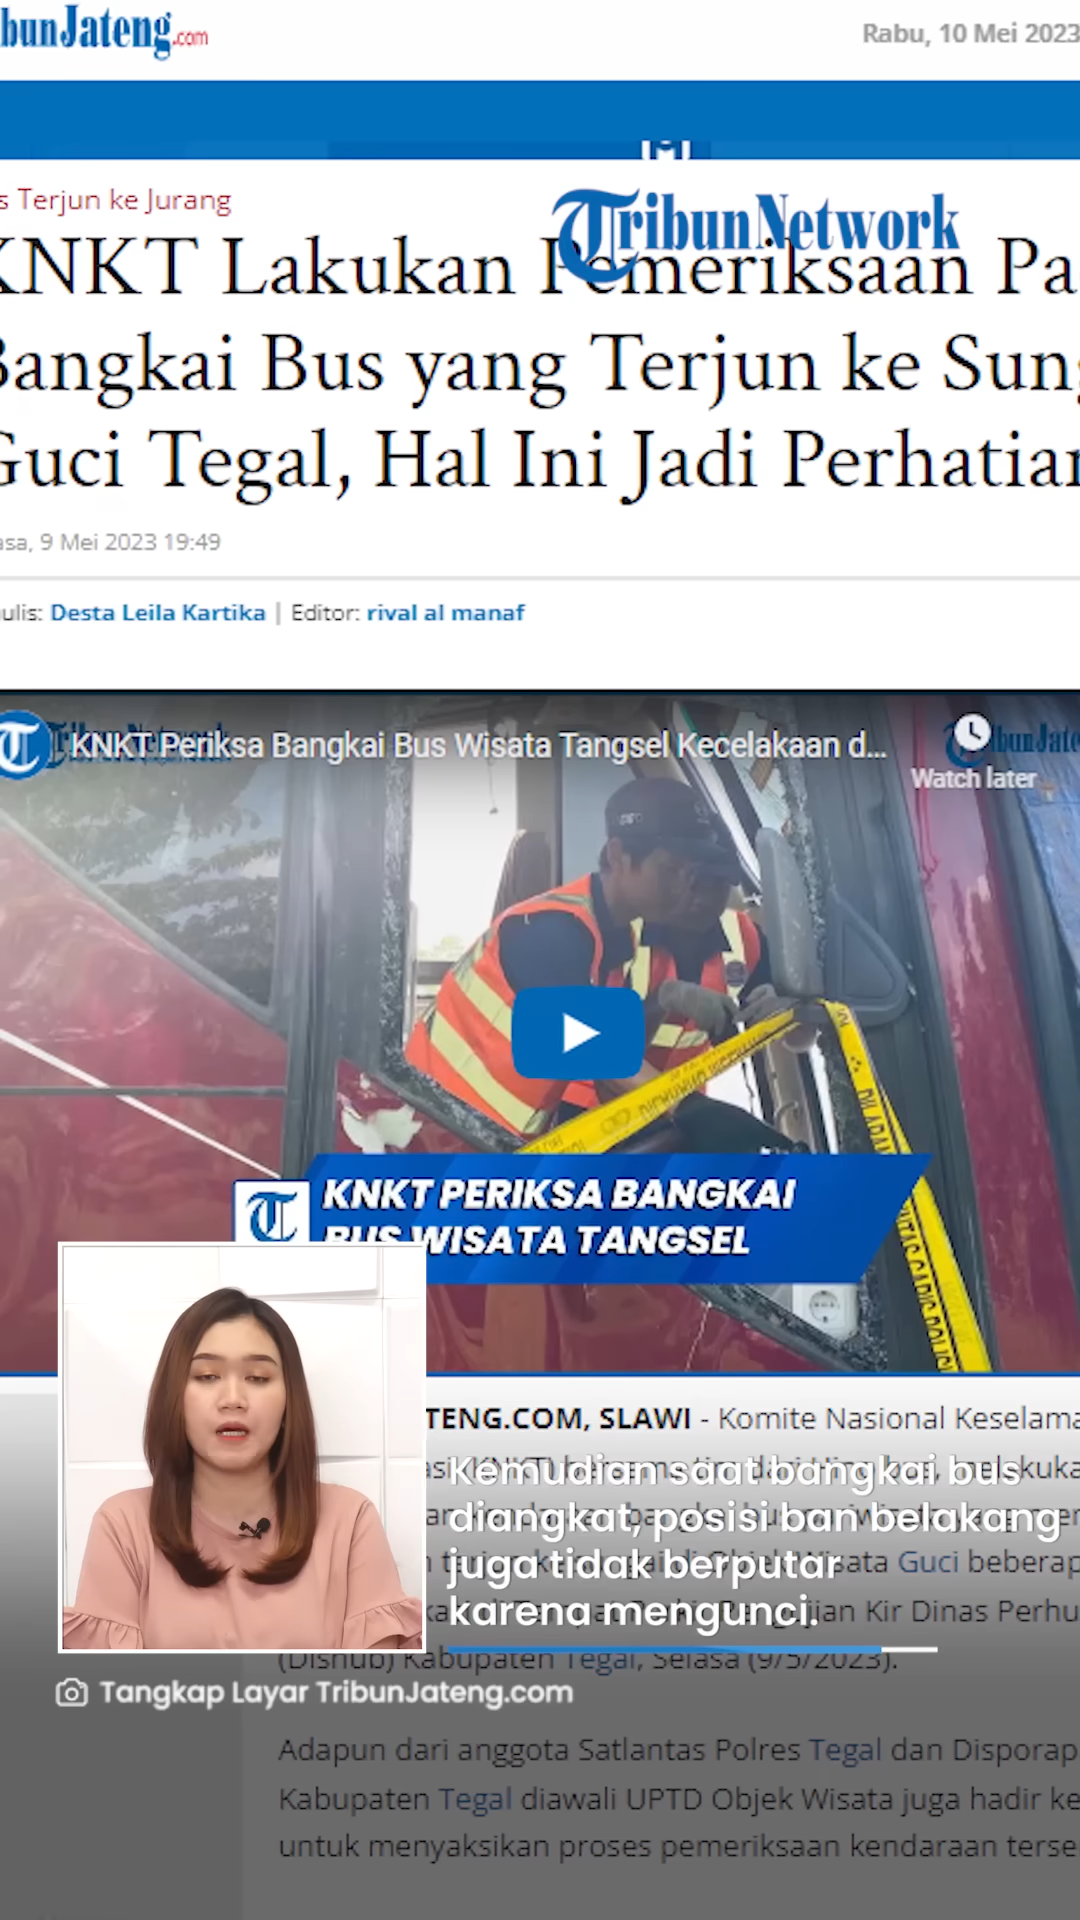 bunJateng.com
Rabu, 10 Mei 2023
s Terjun ke Jurang
TribunNetwork
KNKT Lakukan Pemeriksaan Pa
Bangkai Bus yang Terjun ke Sung
Guci Tegal, Hal Ini Jadi Perhatian
asa, 9 Mei 2023 19:49
ulis: Desta Leila Kartika | Editor: rival al manaf
KNKT Periksa Bangkai Bus Wisata Tangsel Kecelakaan d...
Watch later
KNKT PERIKSA BANGKAI
BUS WISATA TANGSEL
TENG.COM, SLAWI - Komite Nasional Keselama
Kemudian saat bangkai bus
diangkat, posisi ban belakang
juga tidak berputar
Wisata Guci beberap
karena mengunci.
Kir Dinas Perhu
(Dishub) Kabupaten Tegal, Selasa (9/5/2023).
Tangkap Layar TribunJateng.com
Adapun dari anggota Satlantas Polres Tegal dan Disporap
Kabupaten Tegal diawali UPTD Objek Wisata juga hadir ke
untuk menyaksikan proses pemeriksaan kendaraan terse